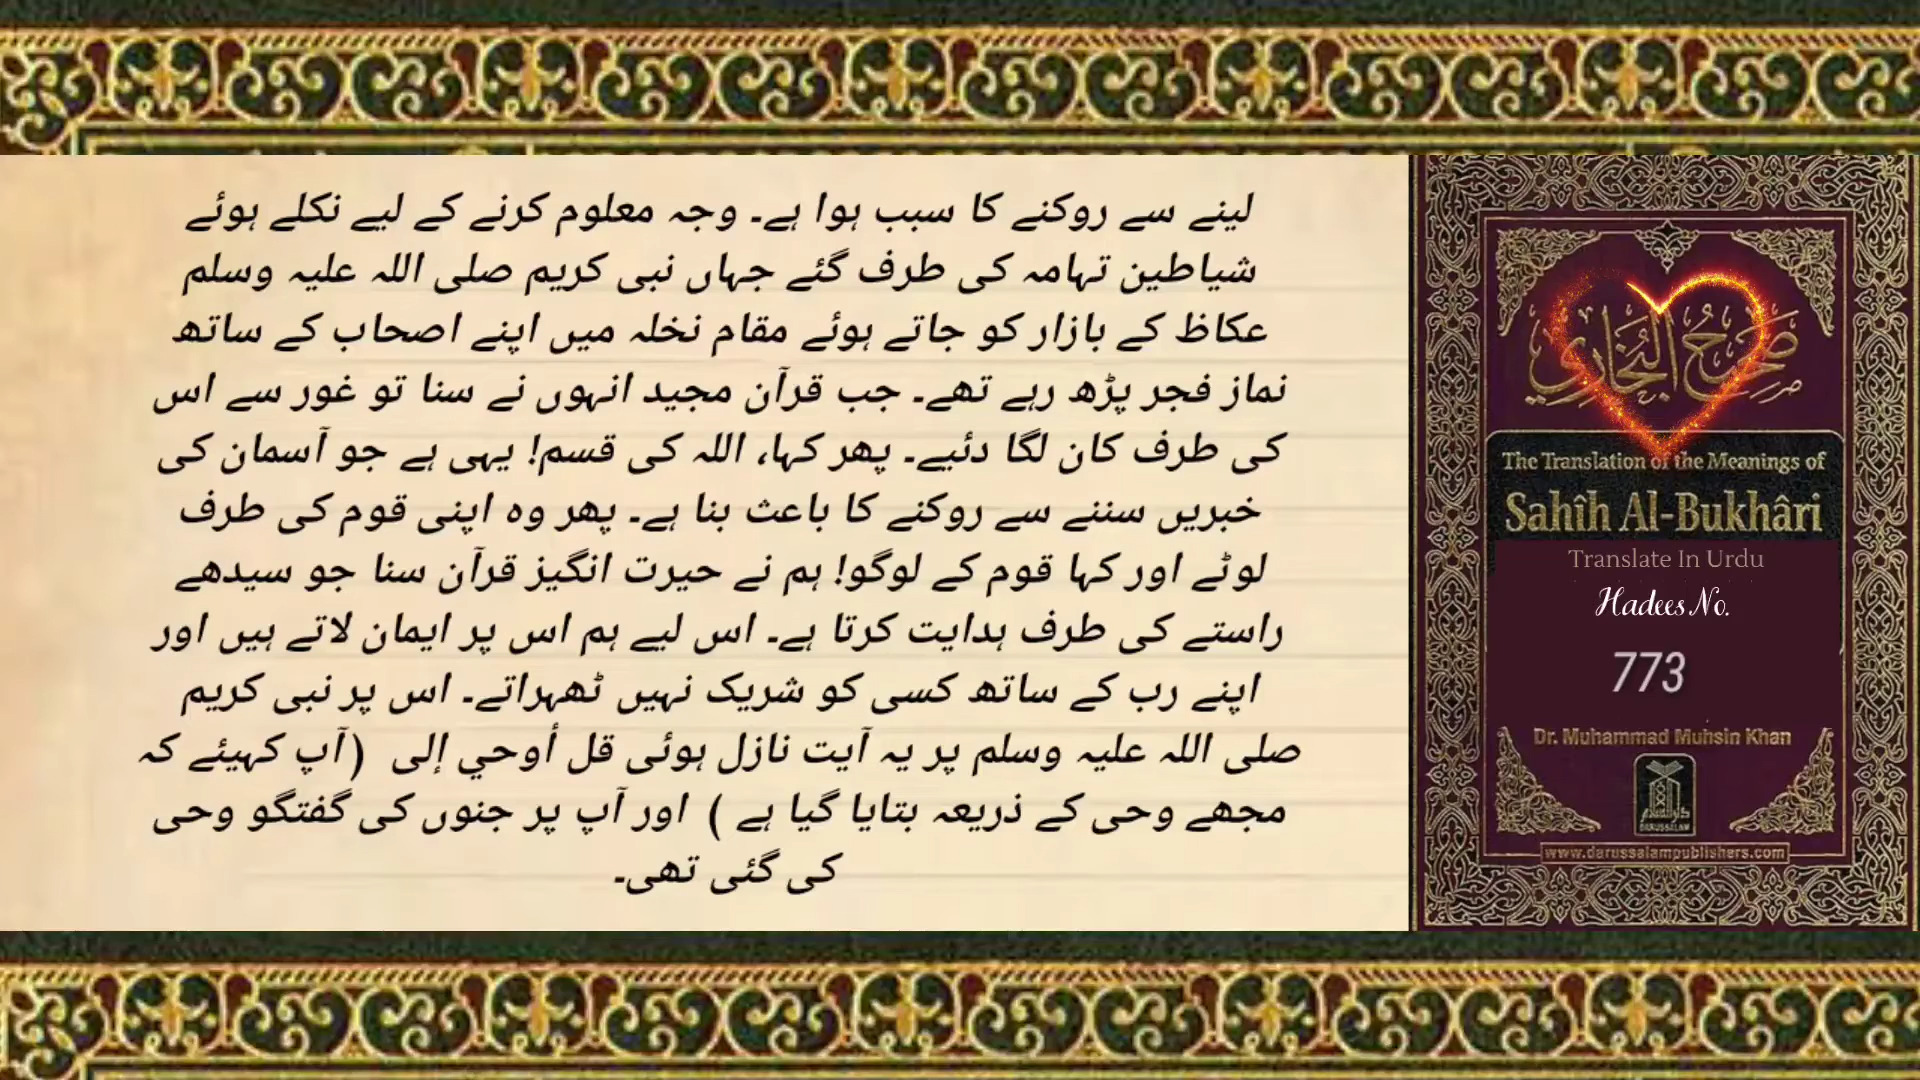 لینے سے روکنے کا سبب ہوا ہے۔ وجہ معلوم کرنے کے لیے نکلے ہوئے
شیاطین تہامہ کی طرف گئے جہاں نبی کریم صلی اللہ علیہ وسلم
عکاظ کے بازار کو جاتے ہوئے مقام نخلہ میں اپنے اصحاب کے ساتھ
نماز فجر پڑھ رہے تھے۔ جب قرآن مجید انہوں نے سنا تو غور سے اس
کی طرف کان لگا دئیے۔ پھر کہا، اللہ کی قسم! یہی ہے جو آسمان کی
خبریں سننے سے روکنے کا باعث بنا ہے۔ پھر وہ اپنی قوم کی طرف
لوٹے اور کہا قوم کے لوگو! ہم نے حیرت انگیز قرآن سنا جو سیدھے
راستے کی طرف ہدایت کرتا ہے۔ اس لیے ہم اس پر ایمان لاتے ہیں اور
اپنے رب کے ساتھ کسی کو شریک نہیں ٹھہراتے۔ اس پر نبی کریم
صلی اللہ علیہ وسلم پر یہ آیت نازل ہوئی قل أوحي إلى (آپ کہیئے کہ
مجھے وحی کے ذریعہ بتایا گیا ہے ) اور آپ پر جنوں کی گفتگو وحی
کی گئی تھی۔
صحيح البخاري
The Translation of the Meanings of
Sahîh Al-Bukhâri
Translate In Urdu
Hadees No.
773
Dr. Muhammad Muhsin Khan
دارالسلام
DARUSSALAM
www.darussalampublishers.com